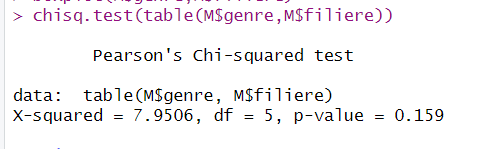 > chisq.test(table(M$genre,M$filiere))
Pearson's Chi-squared test
data:  table(M$genre, M$filiere)
X-squared = 7.9506, df = 5, p-value = 0.159